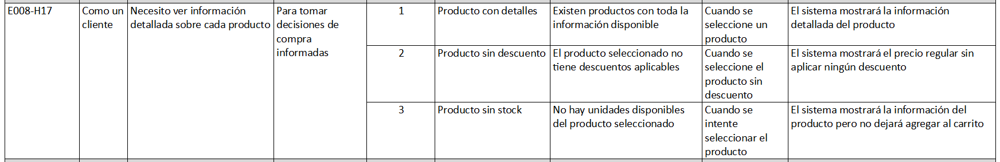 E008-H17
Como un
cliente
Necesito ver información
detallada sobre cada producto
Para tomar
decisiones de
compra
informadas
1
Producto con detalles
Existen productos con toda la
información disponible
Cuando se
seleccione un
producto
El sistema mostrará la información
detallada del producto
2
Producto sin descuento
El producto seleccionado no
tiene descuentos aplicables
Cuando se
seleccione el
producto sin
descuento
El sistema mostrará el precio regular sin
aplicar ningún descuento
3
Producto sin stock
No hay unidades disponibles
del producto seleccionado
Cuando se
intente
seleccionar el
producto
El sistema mostrará la información del
producto pero no dejará agregar al carrito